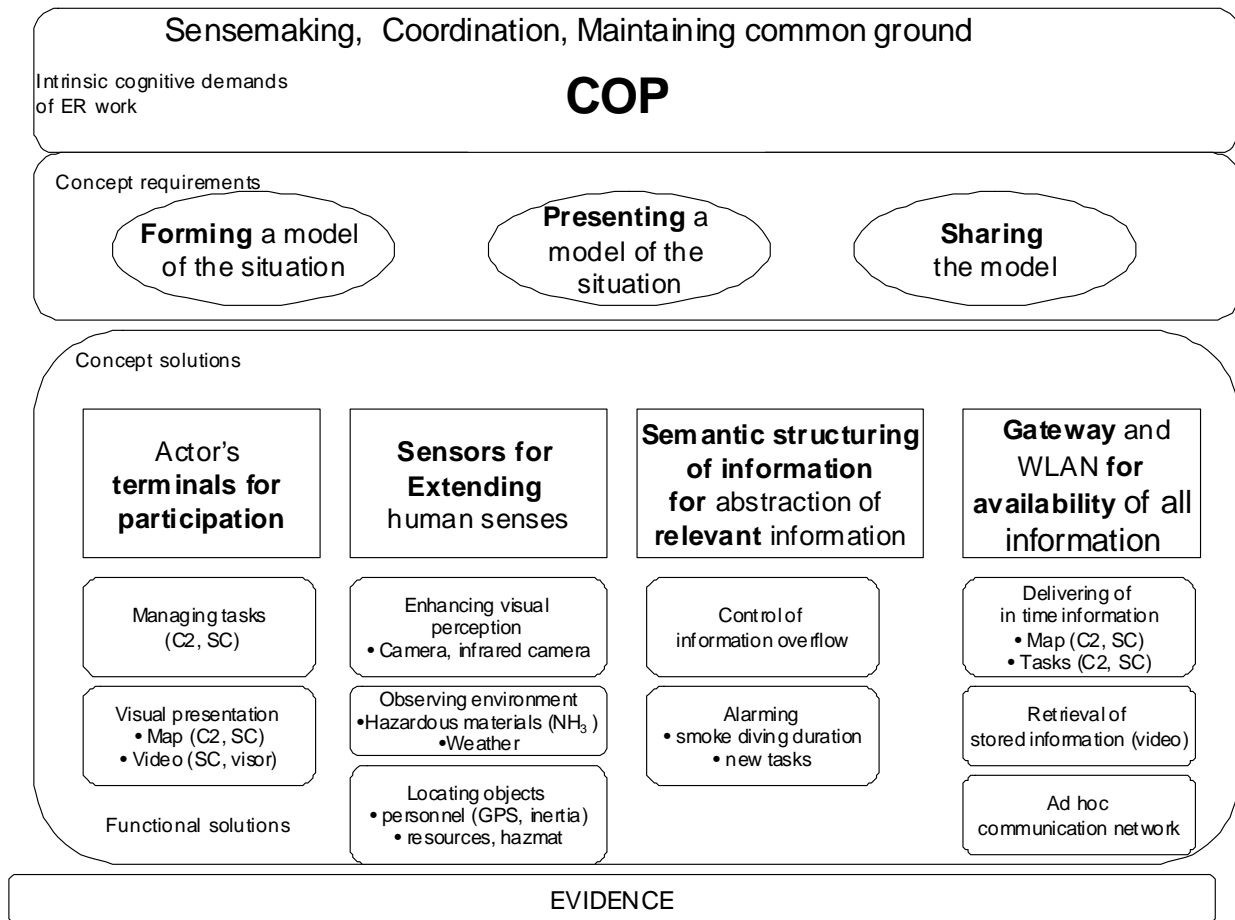 Sensemaking, Coordination, Maintaining common ground
Intrinsic cognitive demands
of ER work
COP
Concept requirements
Forming a model
of the situation
Presenting a
model of the
situation
Sharing
the model
Concept solutions
Actor's
terminals for
participation
Sensors for
Extending
human senses
Semantic structuring
of information
for abstraction of
relevant information
Gateway and
WLAN for
availability of all
information
Managing tasks
(C2, SC)
Visual presentation
• Map (C2, SC)
• Video (SC, visor)
Functional solutions
Enhancing visual
perception
• Camera, infrared camera
Observing environment
•Hazardous materials (NH₃ )
• Weather
Locating objects
• personnel (GPS, inertia)
• resources, hazmat
Control of
information overflow
Alarming
• smoke diving duration
• new tasks
Delivering of
in time information
• Map (C2, SC)
• Tasks (C2, SC)
Retrieval of
stored information (video)
Ad hoc
communication network
EVIDENCE